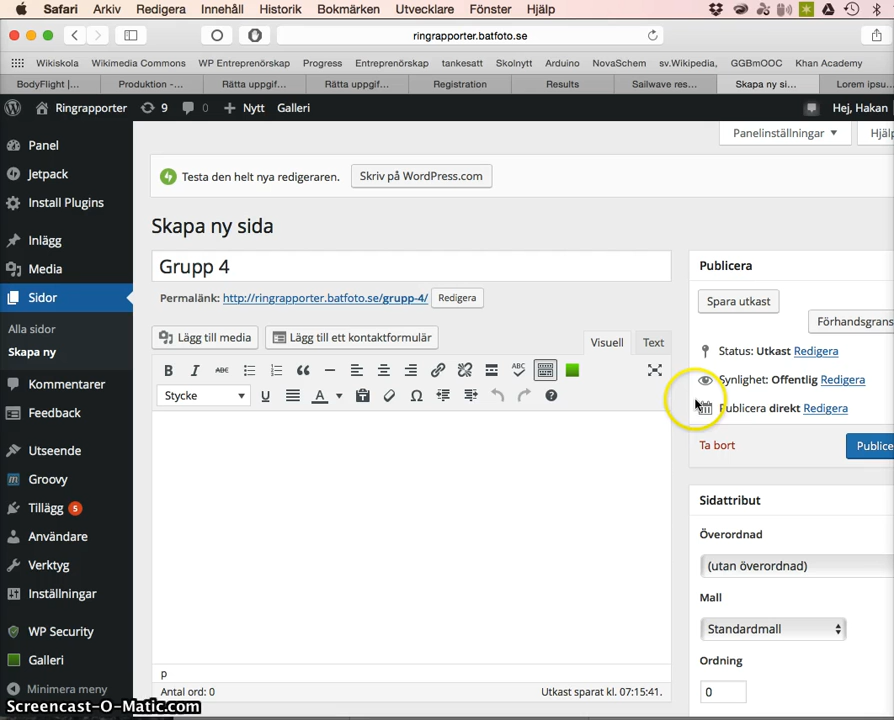 Safari Arkiv Redigera Innehåll Historik Bokmärken Utvecklare Fönster Hjälp
ringrapporter.batfoto.se
Wikiskola Wikimedia Commons WP Entreprenörskap Progress Entreprenörskap tankesatt Skolnytt Arduino NovaSchem sv.Wikipedia, GGBMOOC Khan Academy
BodyFlight |... Produktion -... Rätta uppgif... Rätta uppgif... Registration Results Sailwave res... Skapa ny si... Lorem ipsu...
Ringrapporter 9 0 + Nytt Galleri Hej, Hakan
Panelinställningar ▼ Hjälp
Panel
Jetpack
Install Plugins
Inlägg
Media
Sidor
Alla sidor
Skapa ny
Kommentarer
Feedback
Utseende
Groovy
Tillägg 5
Användare
Verktyg
Inställningar
WP Security
Galleri
Minimera meny
Testa den helt nya redigeraren. Skriv på WordPress.com
Skapa ny sida
Grupp 4
Permalänk: http://ringrapporter.batfoto.se/grupp-4/ Redigera
Lägg till media Lägg till ett kontaktformulär Visuell Text
B I ABC ABC
Stycke U A Ω
p
Antal ord: 0 Utkast sparat kl. 07:15:41.
Publicera
Spara utkast
Förhandsgrans
Status: Utkast Redigera
Synlighet: Offentlig Redigera
Publicera direkt Redigera
Ta bort Publice
Sidattribut
Överordnad
(utan överordnad)
Mall
Standardmall
Ordning
0
Screencast-O-Matic.com